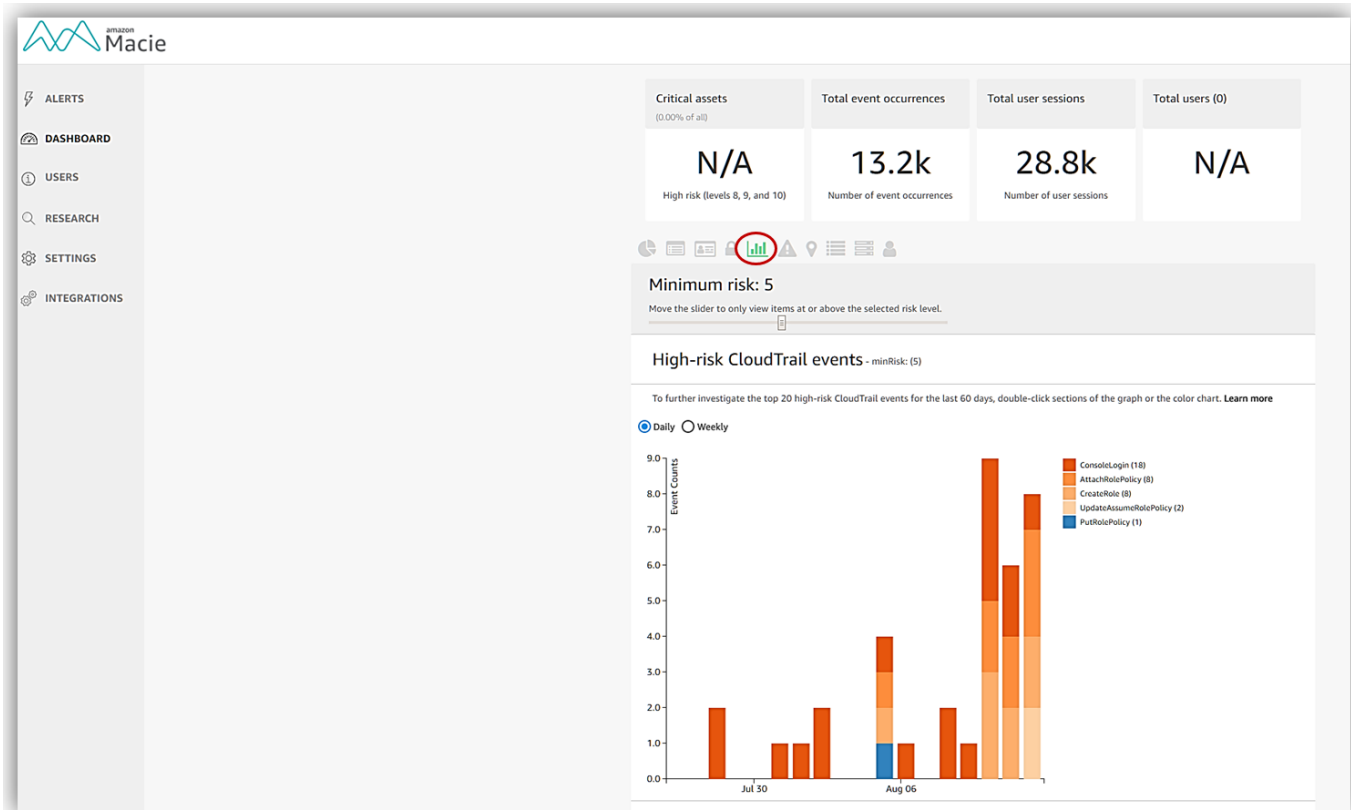 amazon
Macie
ALERTS
DASHBOARD
USERS
RESEARCH
SETTINGS
INTEGRATIONS
Critical assets
(0.00% of all)
N/A
High risk (levels 8, 9, and 10)
Total event occurrences
13.2k
Number of event occurrences
Total user sessions
28.8k
Number of user sessions
Total users (0)
N/A
Minimum risk: 5
Move the slider to only view items at or above the selected risk level.
High-risk CloudTrail events - minRisk: (5)
To further investigate the top 20 high-risk CloudTrail events for the last 60 days, double-click sections of the graph or the color chart. Learn more
Daily Weekly
9.0
8.0
7.0
6.0
5.0
4.0
3.0
2.0
1.0
0.0
Event Counts
Jul 30
Aug 06
ConsoleLogin (18)
AttachRolePolicy (8)
CreateRole (8)
UpdateAssumeRolePolicy (2)
PutRolePolicy (1)